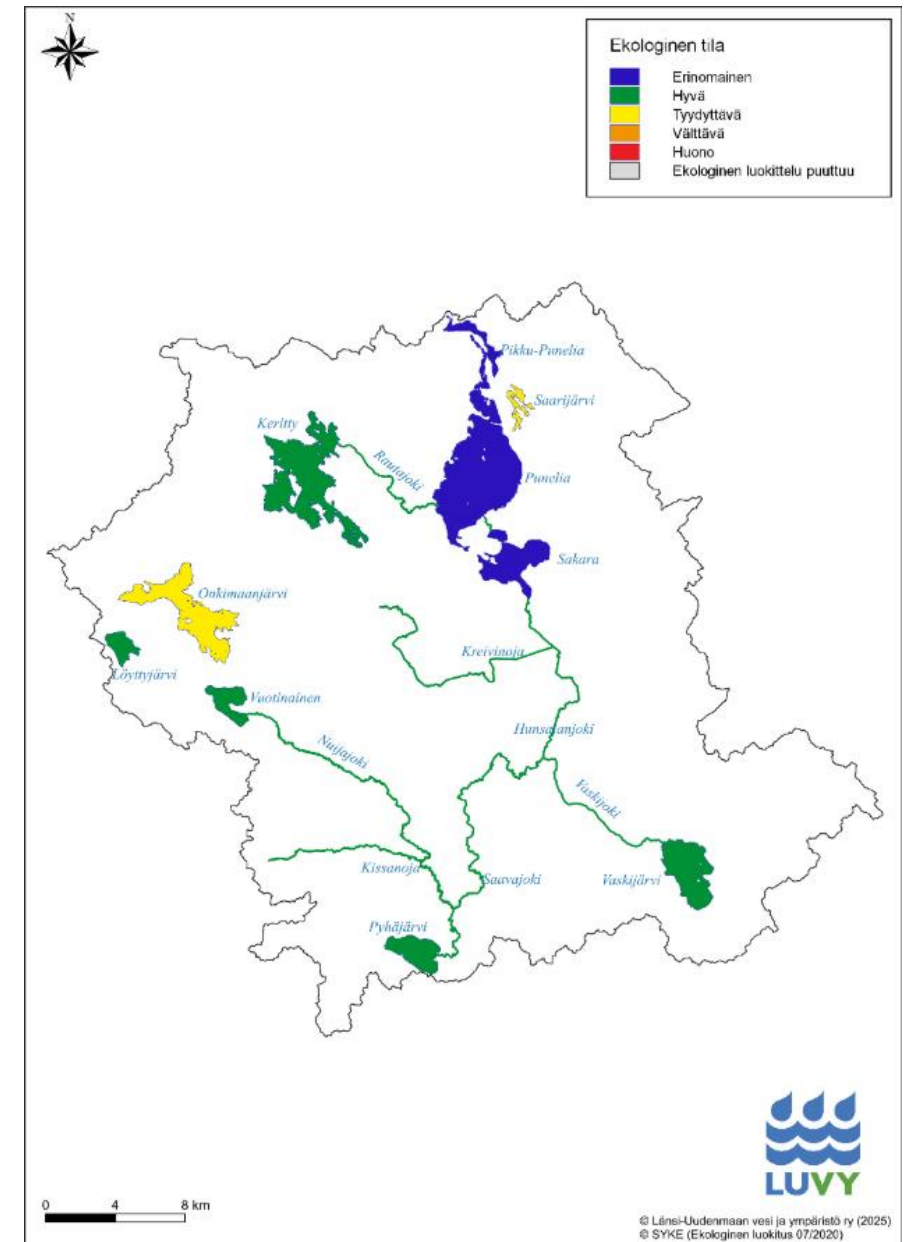 N
Ekologinen tila
Erinomainen
Hyvä
Tyydyttävä
Välttävä
Huono
Ekologinen luokittelu puuttuu
Pikku-Punelia
Saarijärvi
Keritty
Rautajoki
Punelia
Sakara
Onkimaanjärvi
Kreivinoja
Löyttyjärvi
Vuotinainen
Hunsalanjoki
Nuijajoki
Vaskijoki
Kissanoja
Saavajoki
Vaskijärvi
Pyhäjärvi
LUVY
0 4 8 km
© Länsi-Uudenmaan vesi ja ympäristö ry (2025)
© SYKE (Ekologinen luokitus 07/2020)